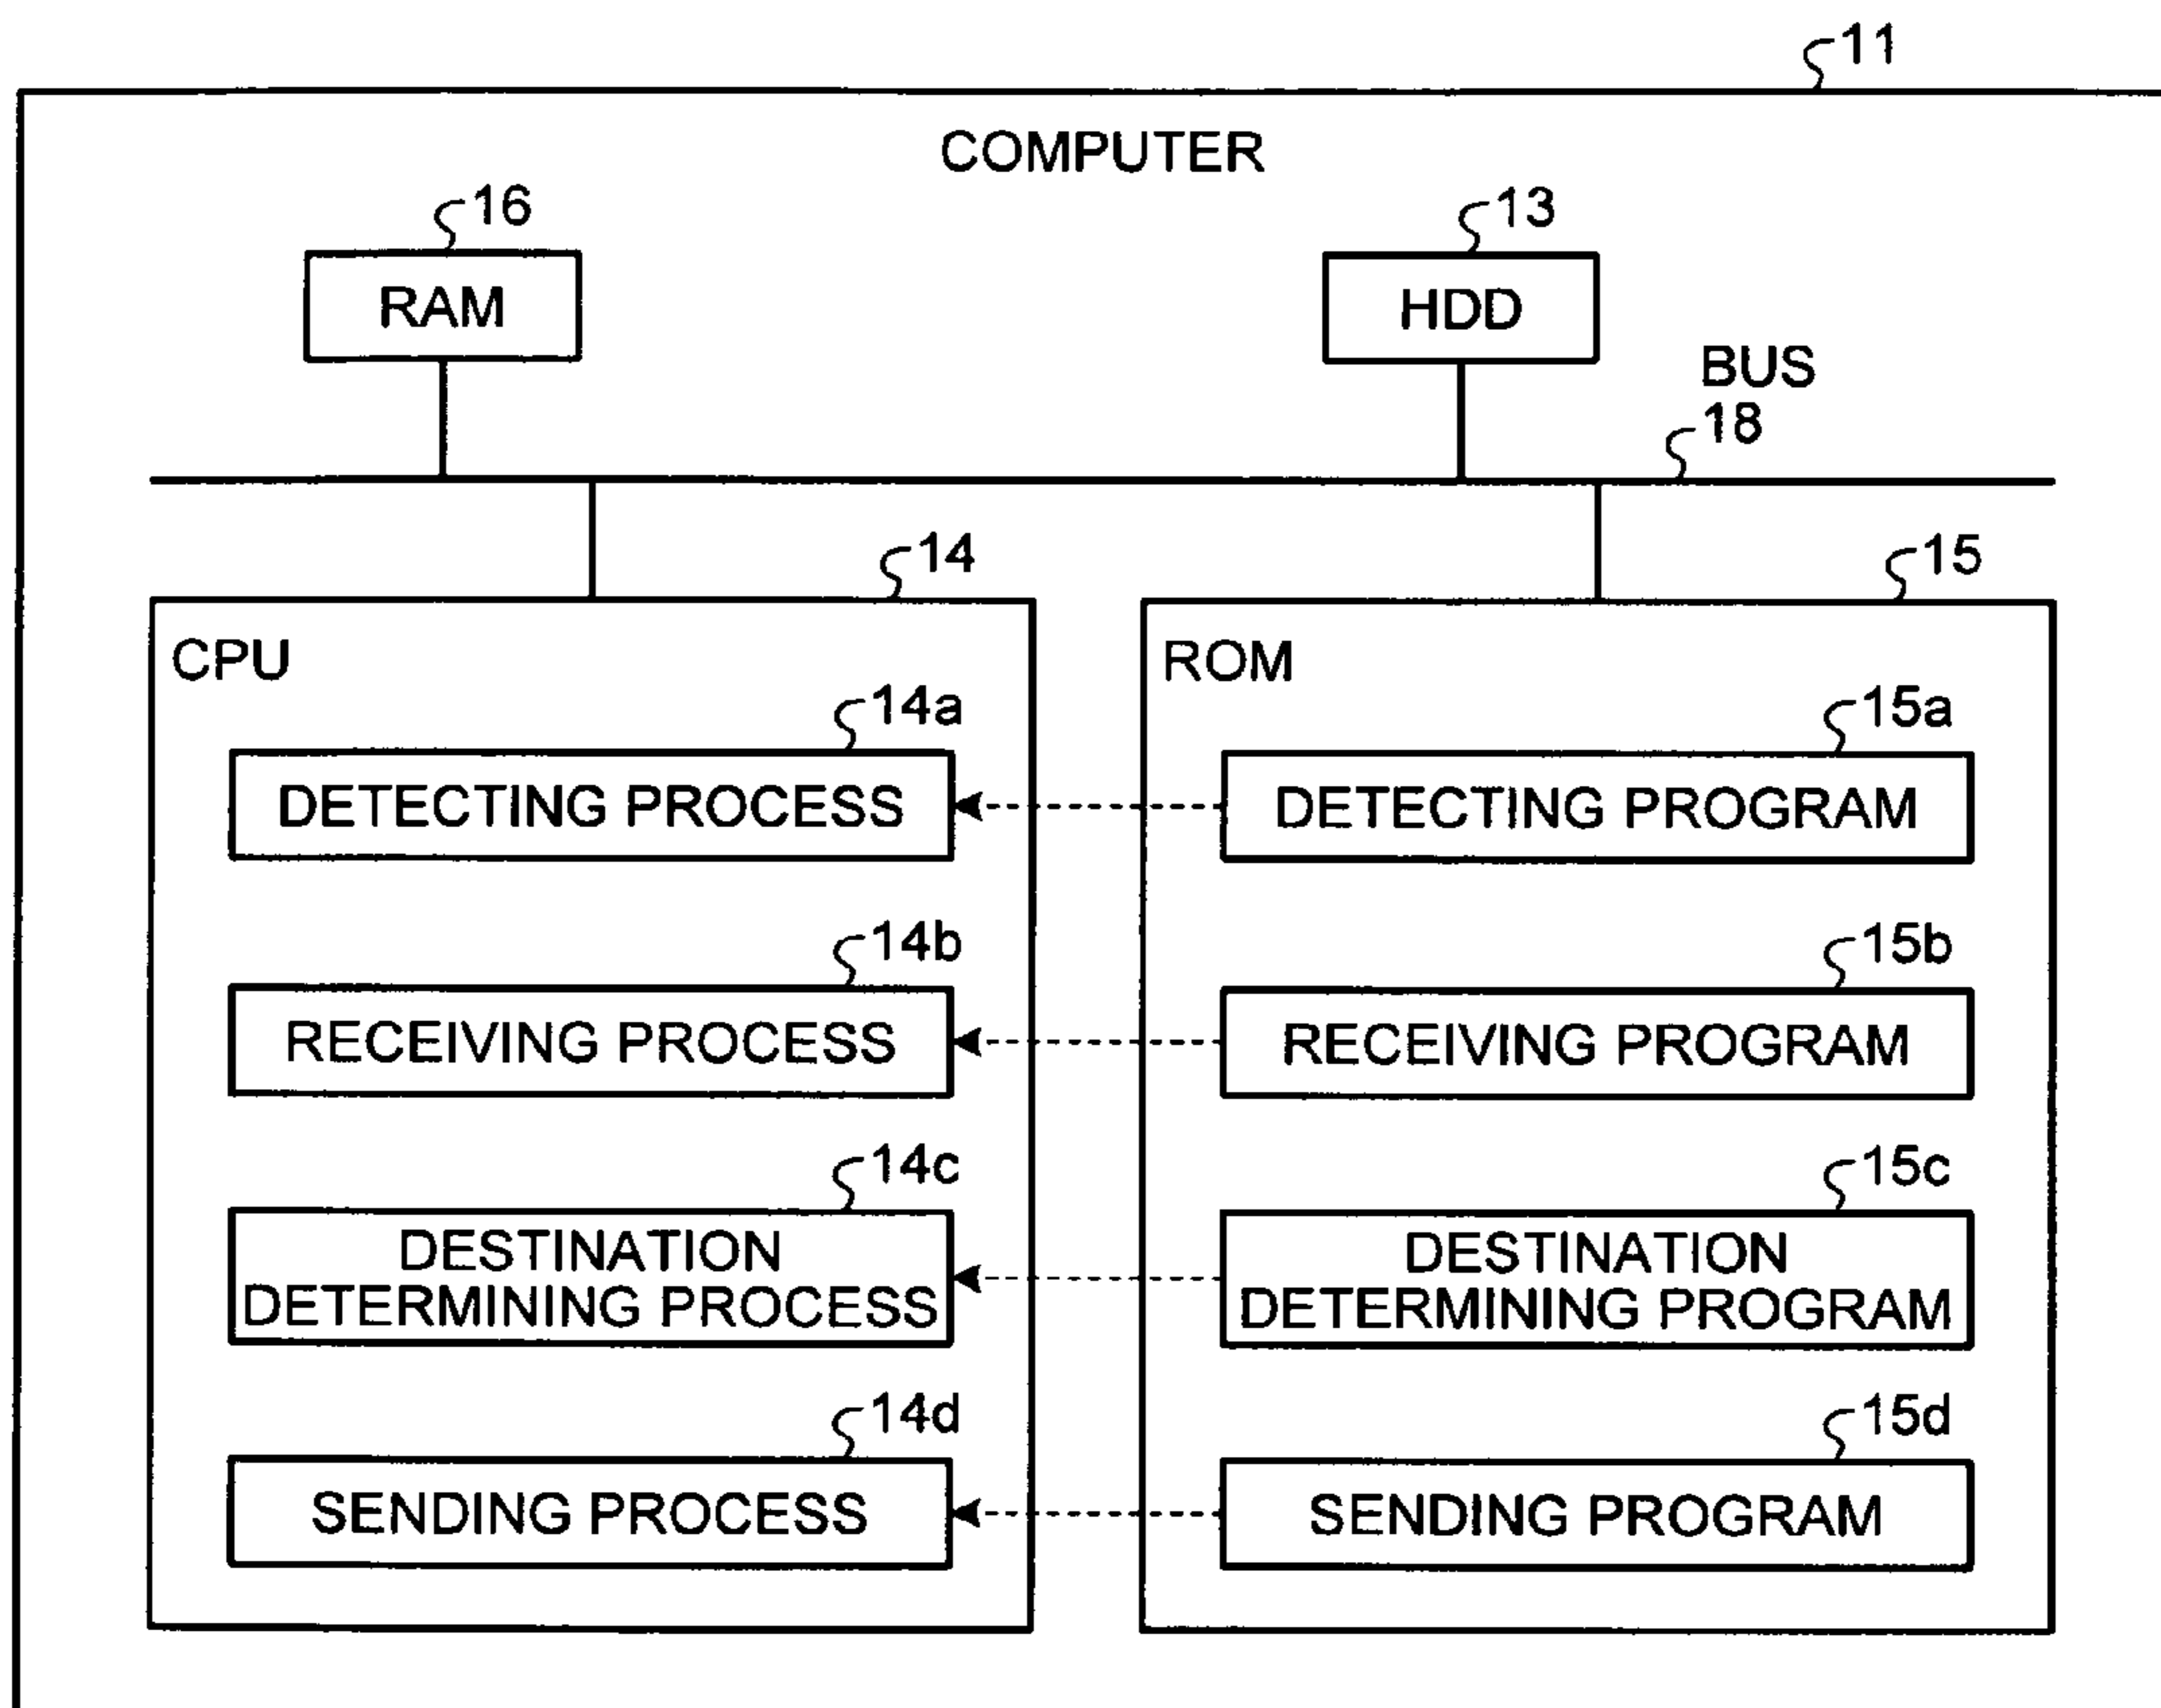 11
COMPUTER
16
13
RAM
HDD
BUS
18
14
15
CPU
ROM
14a
15a
DETECTING PROCESS
DETECTING PROGRAM
14b
15b
RECEIVING PROCESS
RECEIVING PROGRAM
14c
15c
DESTINATION
DETERMINING PROCESS
DESTINATION
DETERMINING PROGRAM
14d
15d
SENDING PROCESS
SENDING PROGRAM